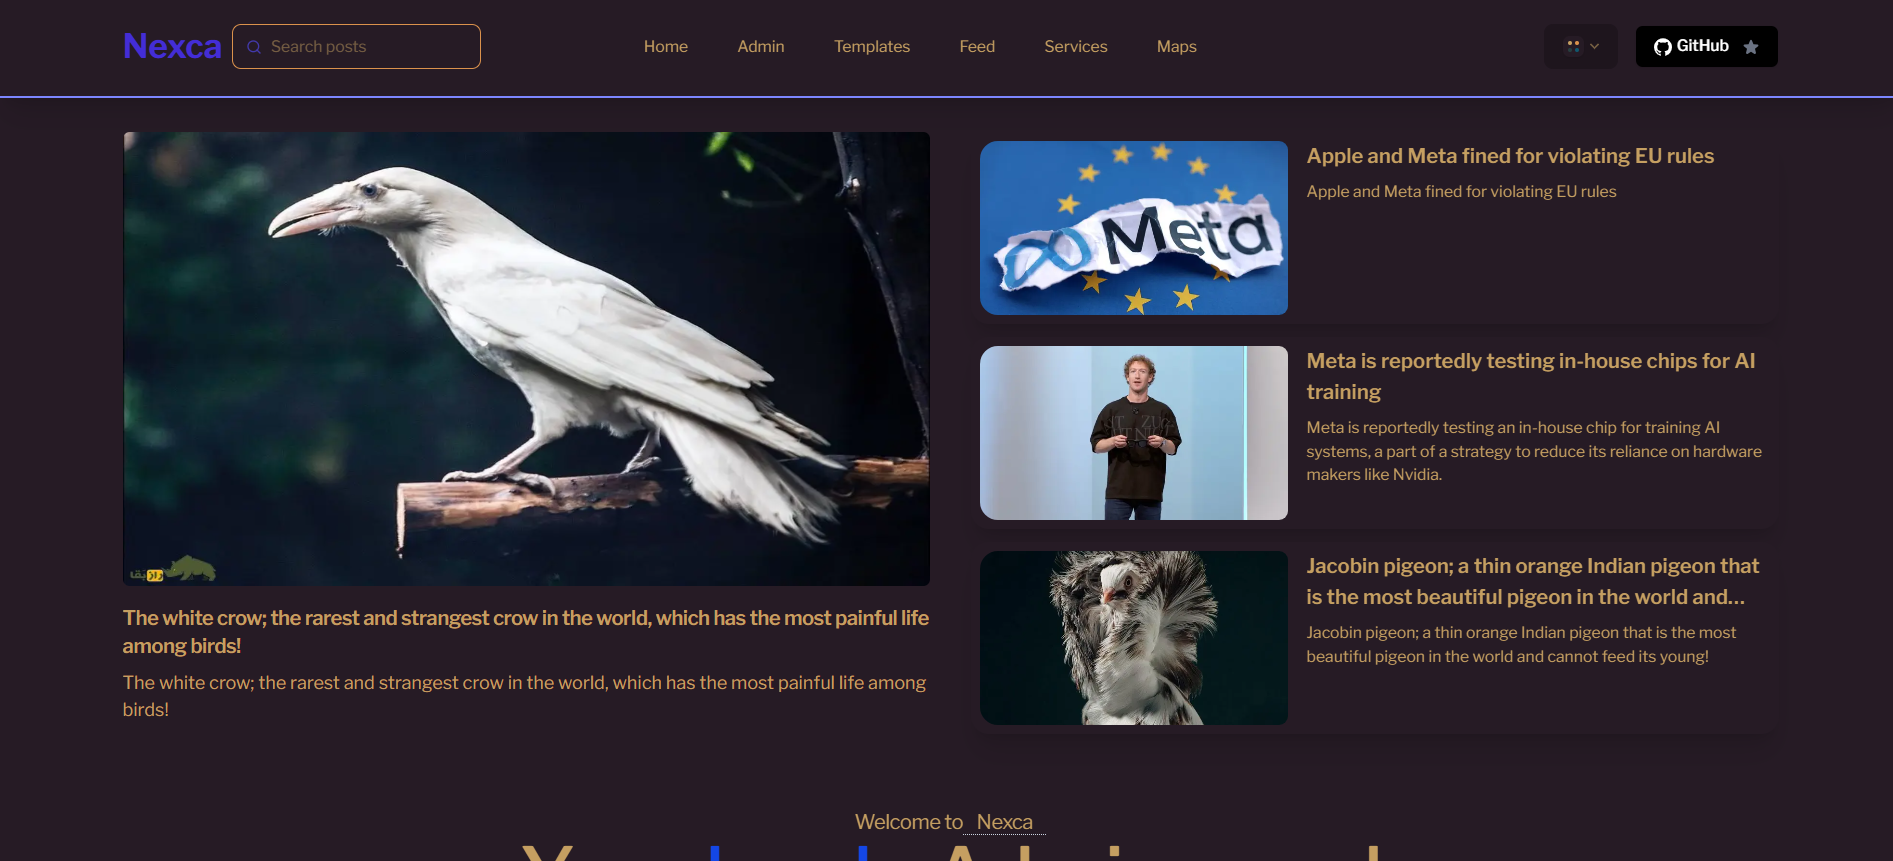 Nexca
Search posts
Home
Admin
Templates
Feed
Services
Maps
GitHub
The white crow; the rarest and strangest crow in the world, which has the most painful life
among birds!
The white crow; the rarest and strangest crow in the world, which has the most painful life among
birds!
Meta
Apple and Meta fined for violating EU rules
Apple and Meta fined for violating EU rules
Meta is reportedly testing in-house chips for AI
training
Meta is reportedly testing an in-house chip for training AI
systems, a part of a strategy to reduce its reliance on hardware
makers like Nvidia.
Jacobin pigeon; a thin orange Indian pigeon that
is the most beautiful pigeon in the world and...
Jacobin pigeon; a thin orange Indian pigeon that is the most
beautiful pigeon in the world and cannot feed its young!
Welcome to Nexca